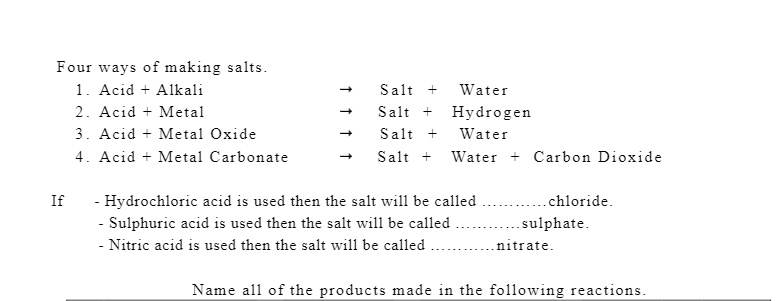 Four ways of making salts.
1. Acid + Alkali → Salt + Water
2. Acid + Metal → Salt + Hydrogen
3. Acid + Metal Oxide → Salt + Water
4. Acid + Metal Carbonate → Salt + Water + Carbon Dioxide
If - Hydrochloric acid is used then the salt will be called ............chloride.
- Sulphuric acid is used then the salt will be called ............sulphate.
- Nitric acid is used then the salt will be called ............nitrate.
Name all of the products made in the following reactions.